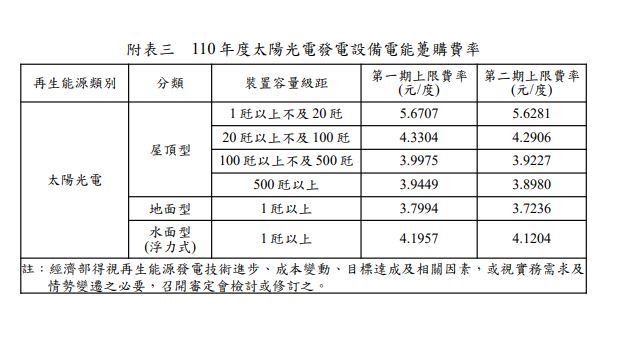 附表三 110 年度太陽光電發電設備電能躉購費率
再生能源類別 分類 裝置容量級距 第一期上限費率 (元/度) 第二期上限費率 (元/度)
太陽光電 屋頂型 1 瓩以上不及 20 瓩 5.6707 5.6281
20 瓩以上不及 100 瓩 4.3304 4.2906
100 瓩以上不及 500 瓩 3.9975 3.9227
500 瓩以上 3.9449 3.8980
地面型 1 瓩以上 3.7994 3.7236
水面型 (浮力式) 1 瓩以上 4.1957 4.1204
註：經濟部得視再生能源發電技術進步、成本變動、目標達成及相關因素，或視實務需求及
情勢變遷之必要，召開審定會檢討或修訂之。